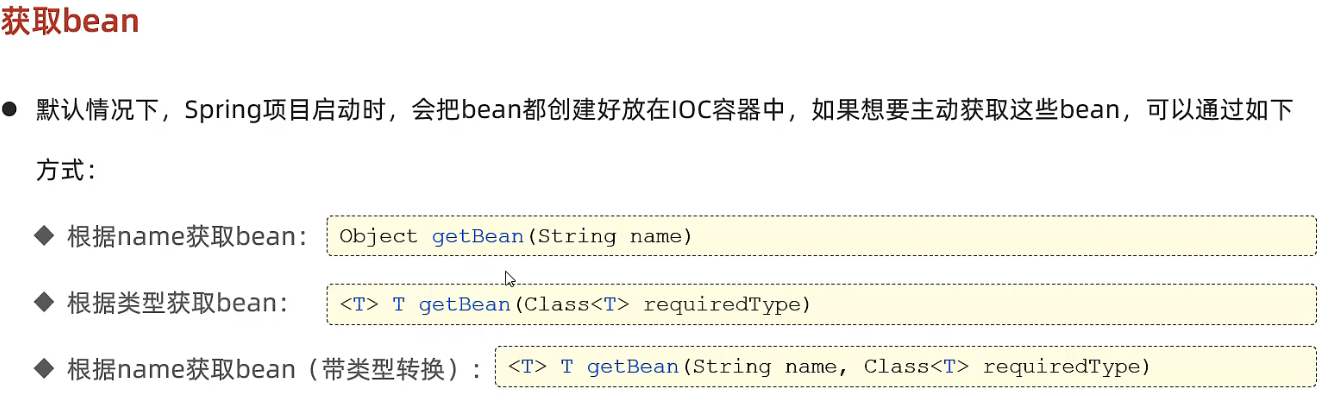 获取bean
● 默认情况下，Spring项目启动时，会把bean都创建好放在IOC容器中，如果想要主动获取这些bean，可以通过如下
方式：
◆ 根据name获取bean： Object getBean(String name)
◆ 根据类型获取bean： <T> T getBean(Class<T> requiredType)
◆ 根据name获取bean（带类型转换）： <T> T getBean(String name, Class<T> requiredType)